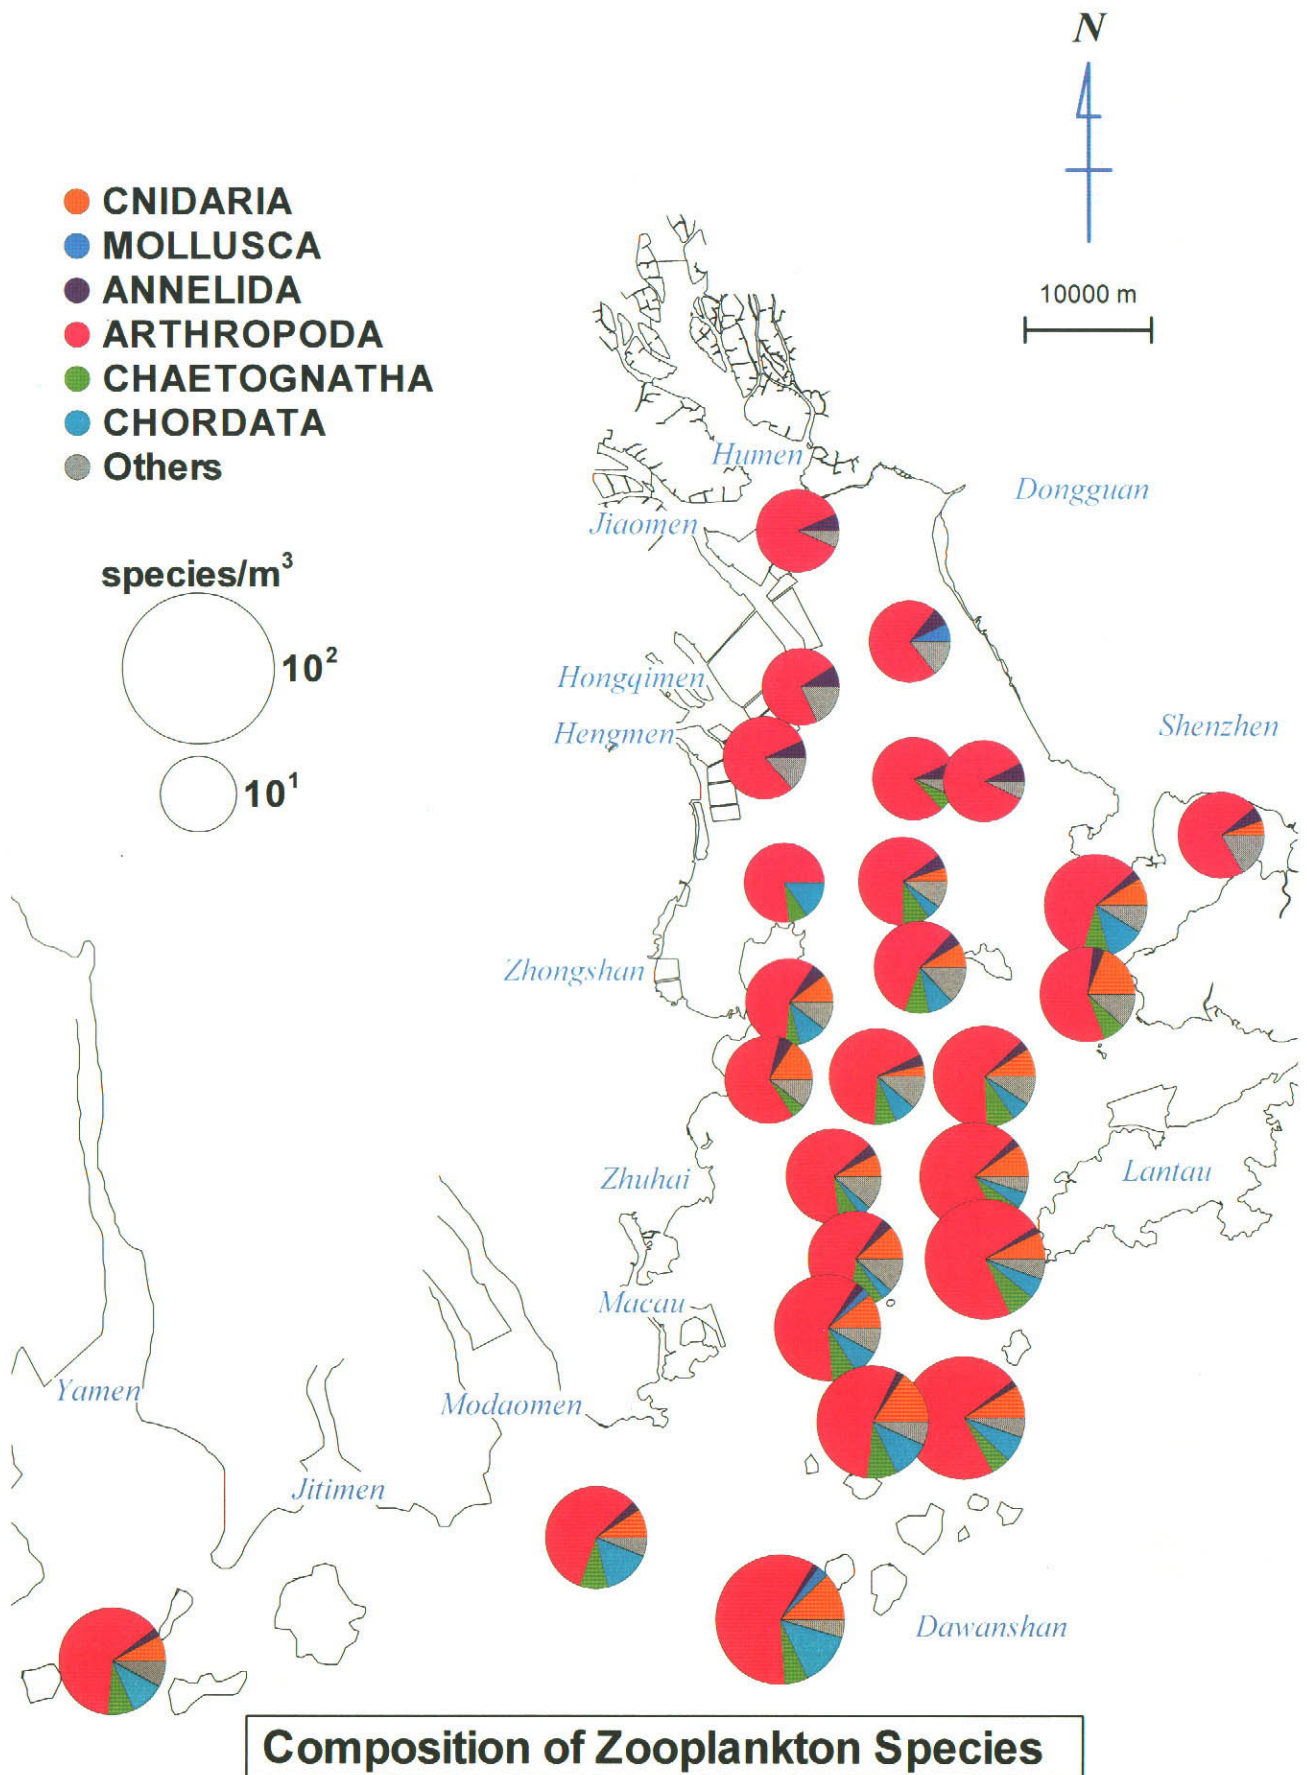 N
CNIDARIA
MOLLUSCA
ANNELIDA
ARTHROPODA
CHAETOGNATHA
CHORDATA
Others
10000 m
Humen
Dongguan
Jiaomen
species/m³
10²
10¹
Hongqimen
Hengmen
Shenzhen
Zhongshan
Zhuhai
Lantau
Macau
Yamen
Modaomen
Jitimen
Dawanshan
Composition of Zooplankton Species